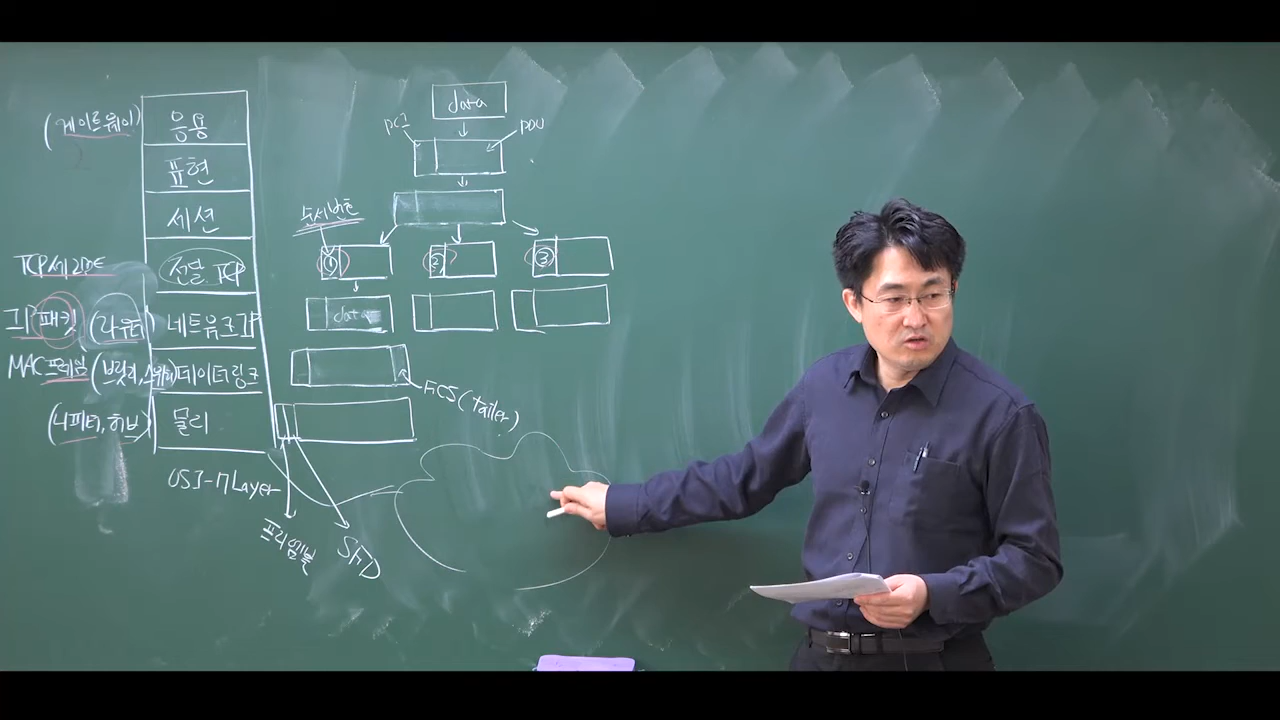 (게이트웨이)
응용
표현
세션
TCP세그먼트
전달 TCP
IP패킷
(라우터)
네트워크 IP
MAC프레임
(브릿지, 스위치)
데이터링크
(리피터, 허브)
물리
OSI-7Layer
data
PCI
PDU
순서번호
①
②
③
data
FCS(tailer)
프리엠블
SFD